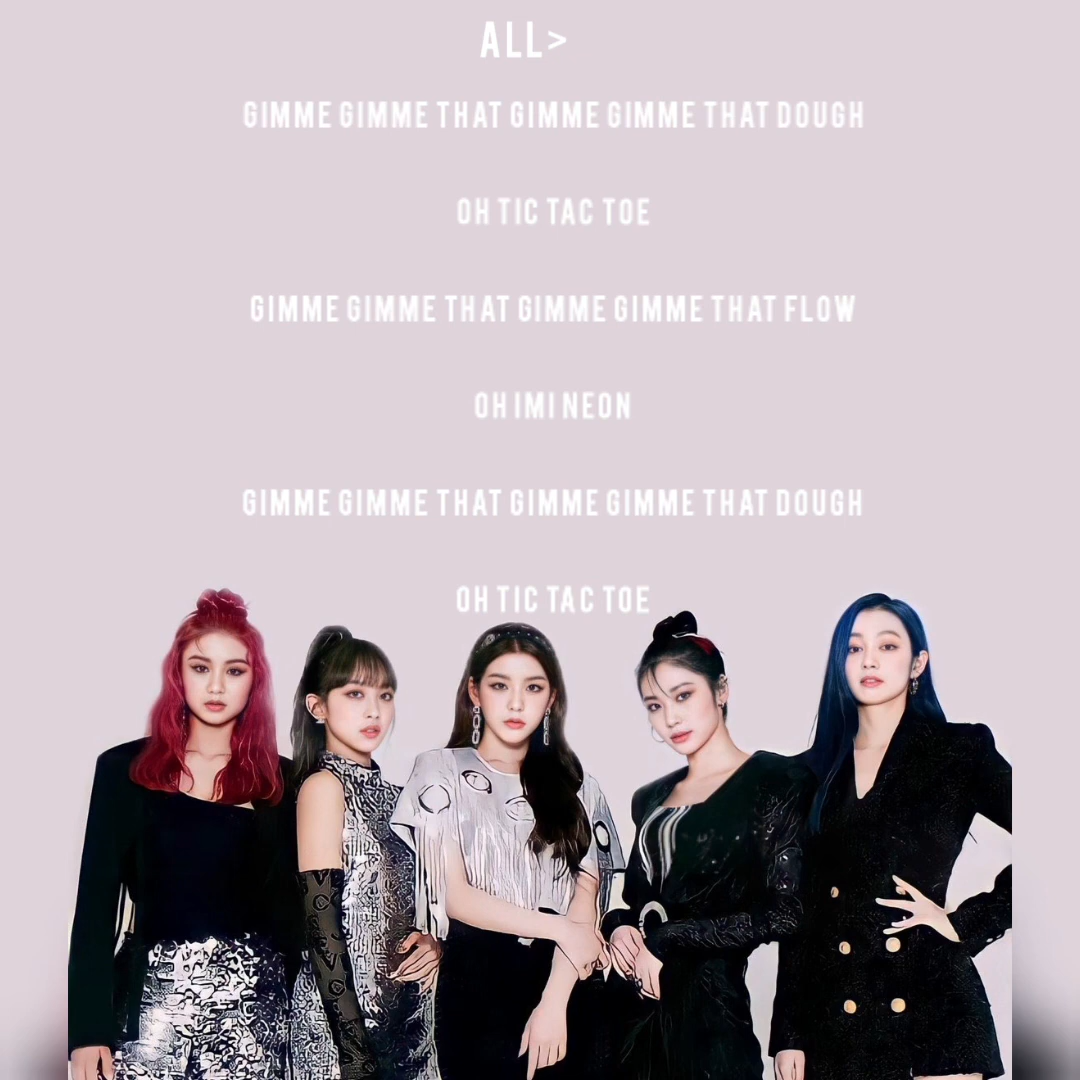 ALL>
GIMME GIMME THAT GIMME GIMME THAT DOUGH
OH TIC TAC TOE
GIMME GIMME THAT GIMME GIMME THAT FLOW
OH IMI NEON
GIMME GIMME THAT GIMME GIMME THAT DOUGH
OH TIC TAC TOE